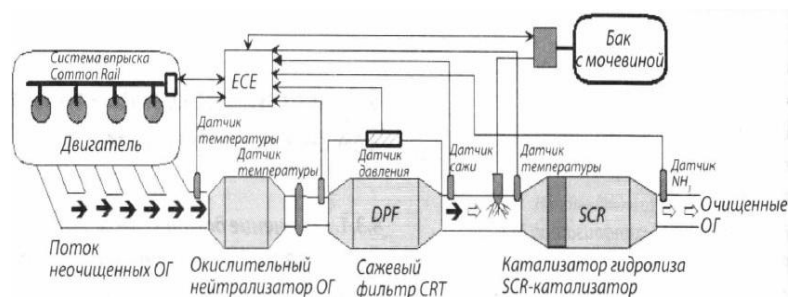 Система впрыска
Common Rail
ECE
Бак
с мочевиной
Двигатель
Датчик
температуры
Датчик
температуры
Датчик
давления
Датчик
сажи
Датчик
температуры
Датчик
NH3
DPF
SCR
Очищенные
ОГ
Поток
неочищенных ОГ
Окислительный
нейтрализатор ОГ
Сажевый
фильтр CRT
Катализатор гидролиза
SCR-катализатор